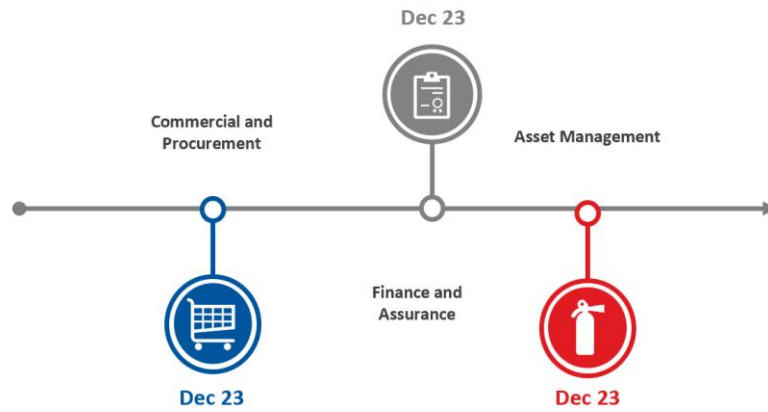 Dec 23
Commercial and
Procurement
Asset Management
Finance and
Assurance
Dec 23
Dec 23